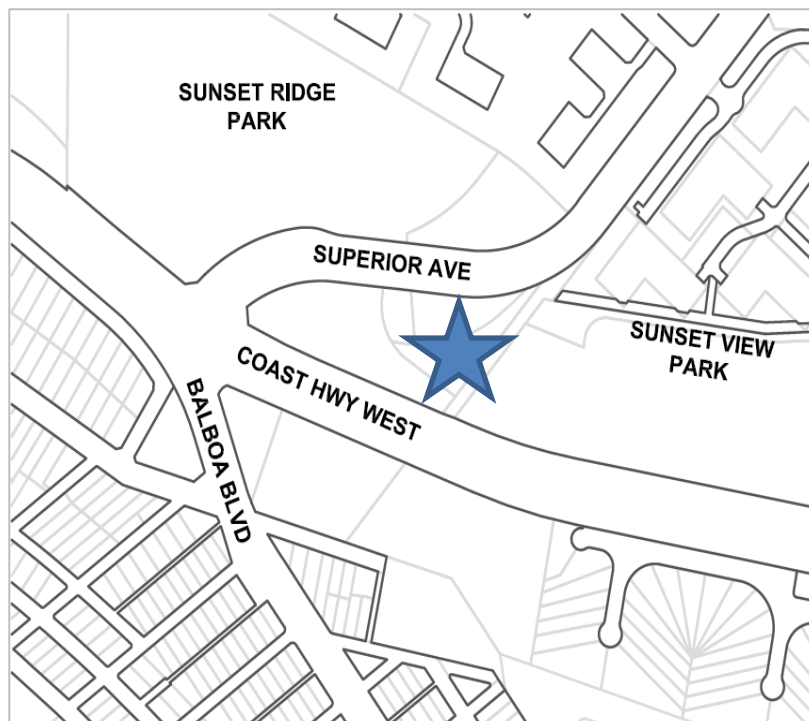 SUNSET RIDGE
PARK
SUPERIOR AVE
SUNSET VIEW
PARK
COAST HWY WEST
BALBOA BLVD